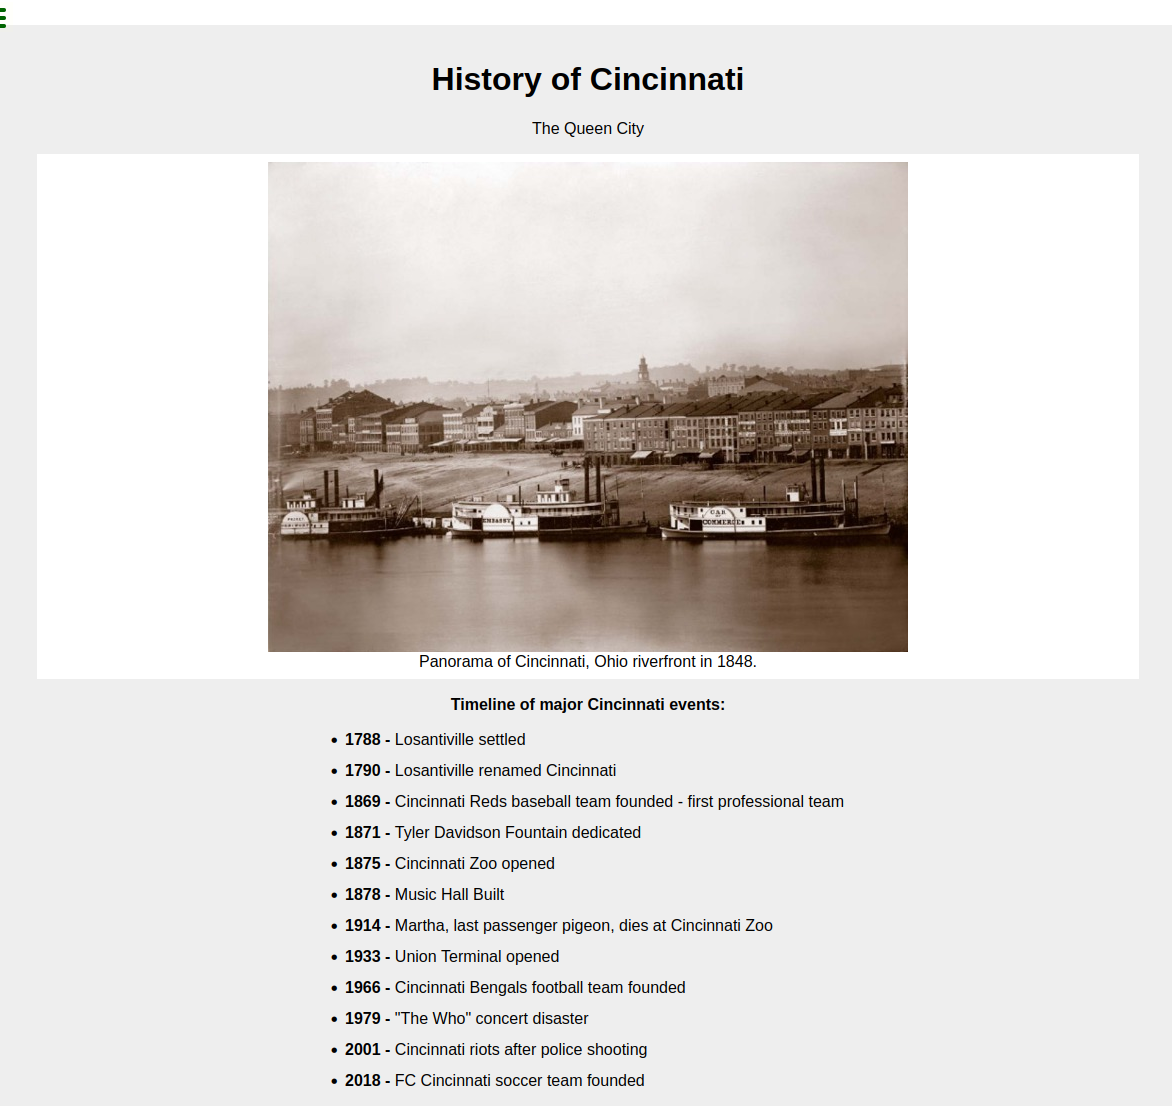 History of Cincinnati
The Queen City
EMBASSY
CAR
OF
COMMERCE
Panorama of Cincinnati, Ohio riverfront in 1848.
Timeline of major Cincinnati events:
• 1788 - Losantiville settled
• 1790 - Losantiville renamed Cincinnati
• 1869 - Cincinnati Reds baseball team founded - first professional team
• 1871 - Tyler Davidson Fountain dedicated
• 1875 - Cincinnati Zoo opened
• 1878 - Music Hall Built
• 1914 - Martha, last passenger pigeon, dies at Cincinnati Zoo
• 1933 - Union Terminal opened
• 1966 - Cincinnati Bengals football team founded
• 1979 - "The Who" concert disaster
• 2001 - Cincinnati riots after police shooting
• 2018 - FC Cincinnati soccer team founded